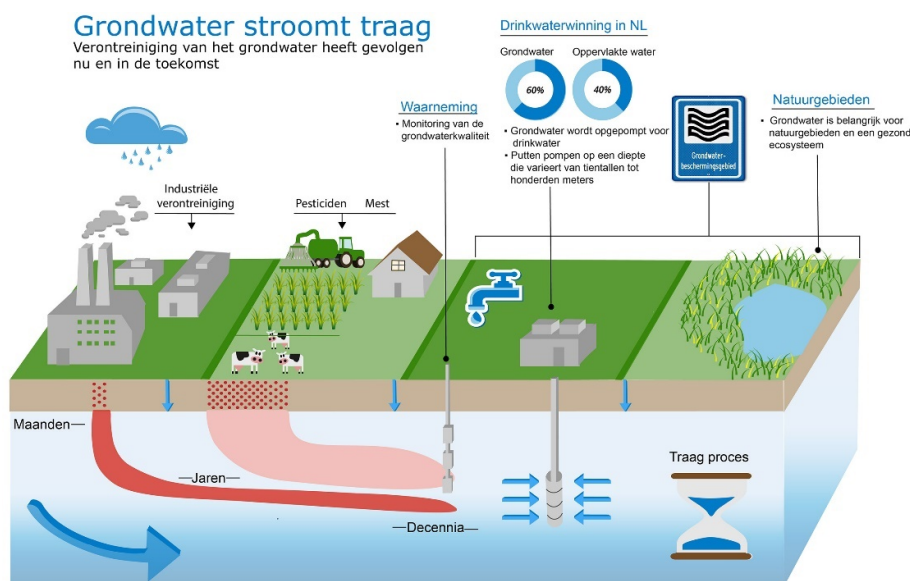 Grondwater stroomt traag
Verontreiniging van het grondwater heeft gevolgen
nu en in de toekomst
Drinkwaterwinning in NL
Grondwater
Oppervlakte water
60%
40%
• Grondwater wordt opgepompt voor
drinkwater
• Putten pompen op een diepte
die varieert van tientallen tot
honderden meters
Waarneming
• Monitoring van de
grondwaterkwaliteit
Grondwater-
beschermingsgebied
Natuurgebieden
• Grondwater is belangrijk voor
natuurgebieden en een gezond
ecosysteem
Industriële
verontreiniging
Pesticiden
Mest
Maanden
Jaren
Decennia
Traag proces